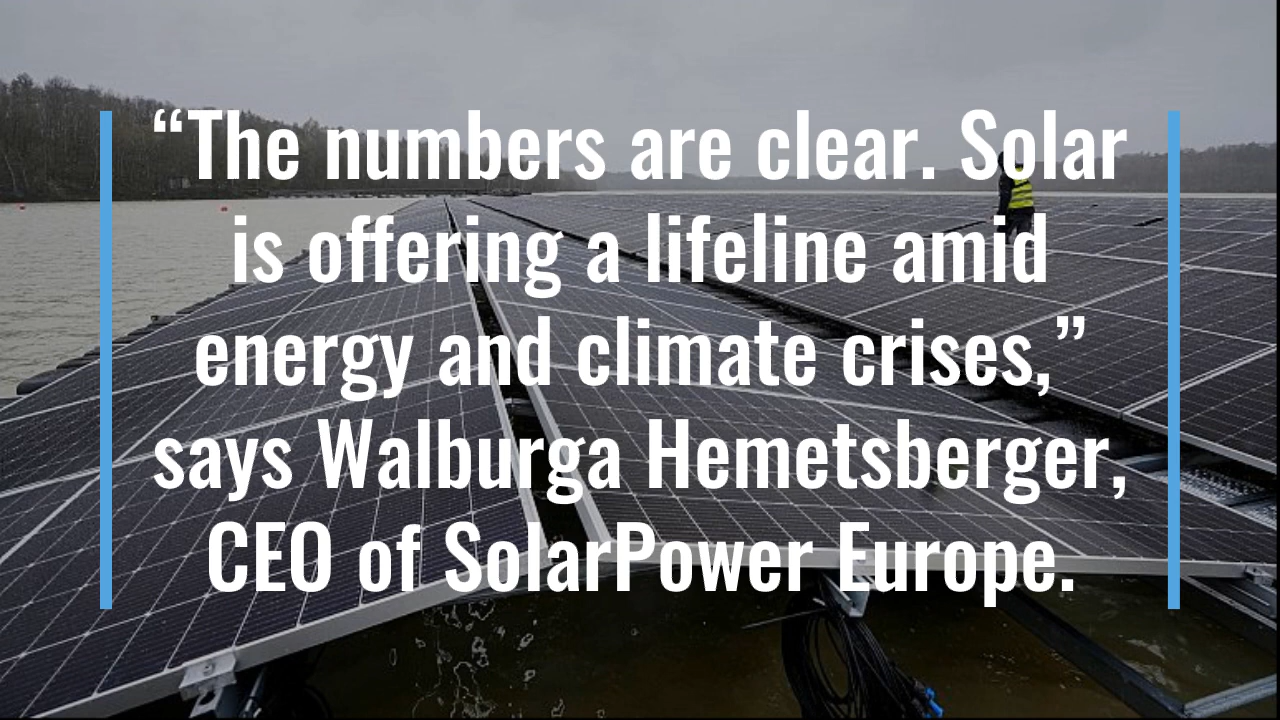 “The numbers are clear. Solar
is offering a lifeline amid
energy and climate crises,”
says Walburga Hemetsberger,
CEO of SolarPower Europe.